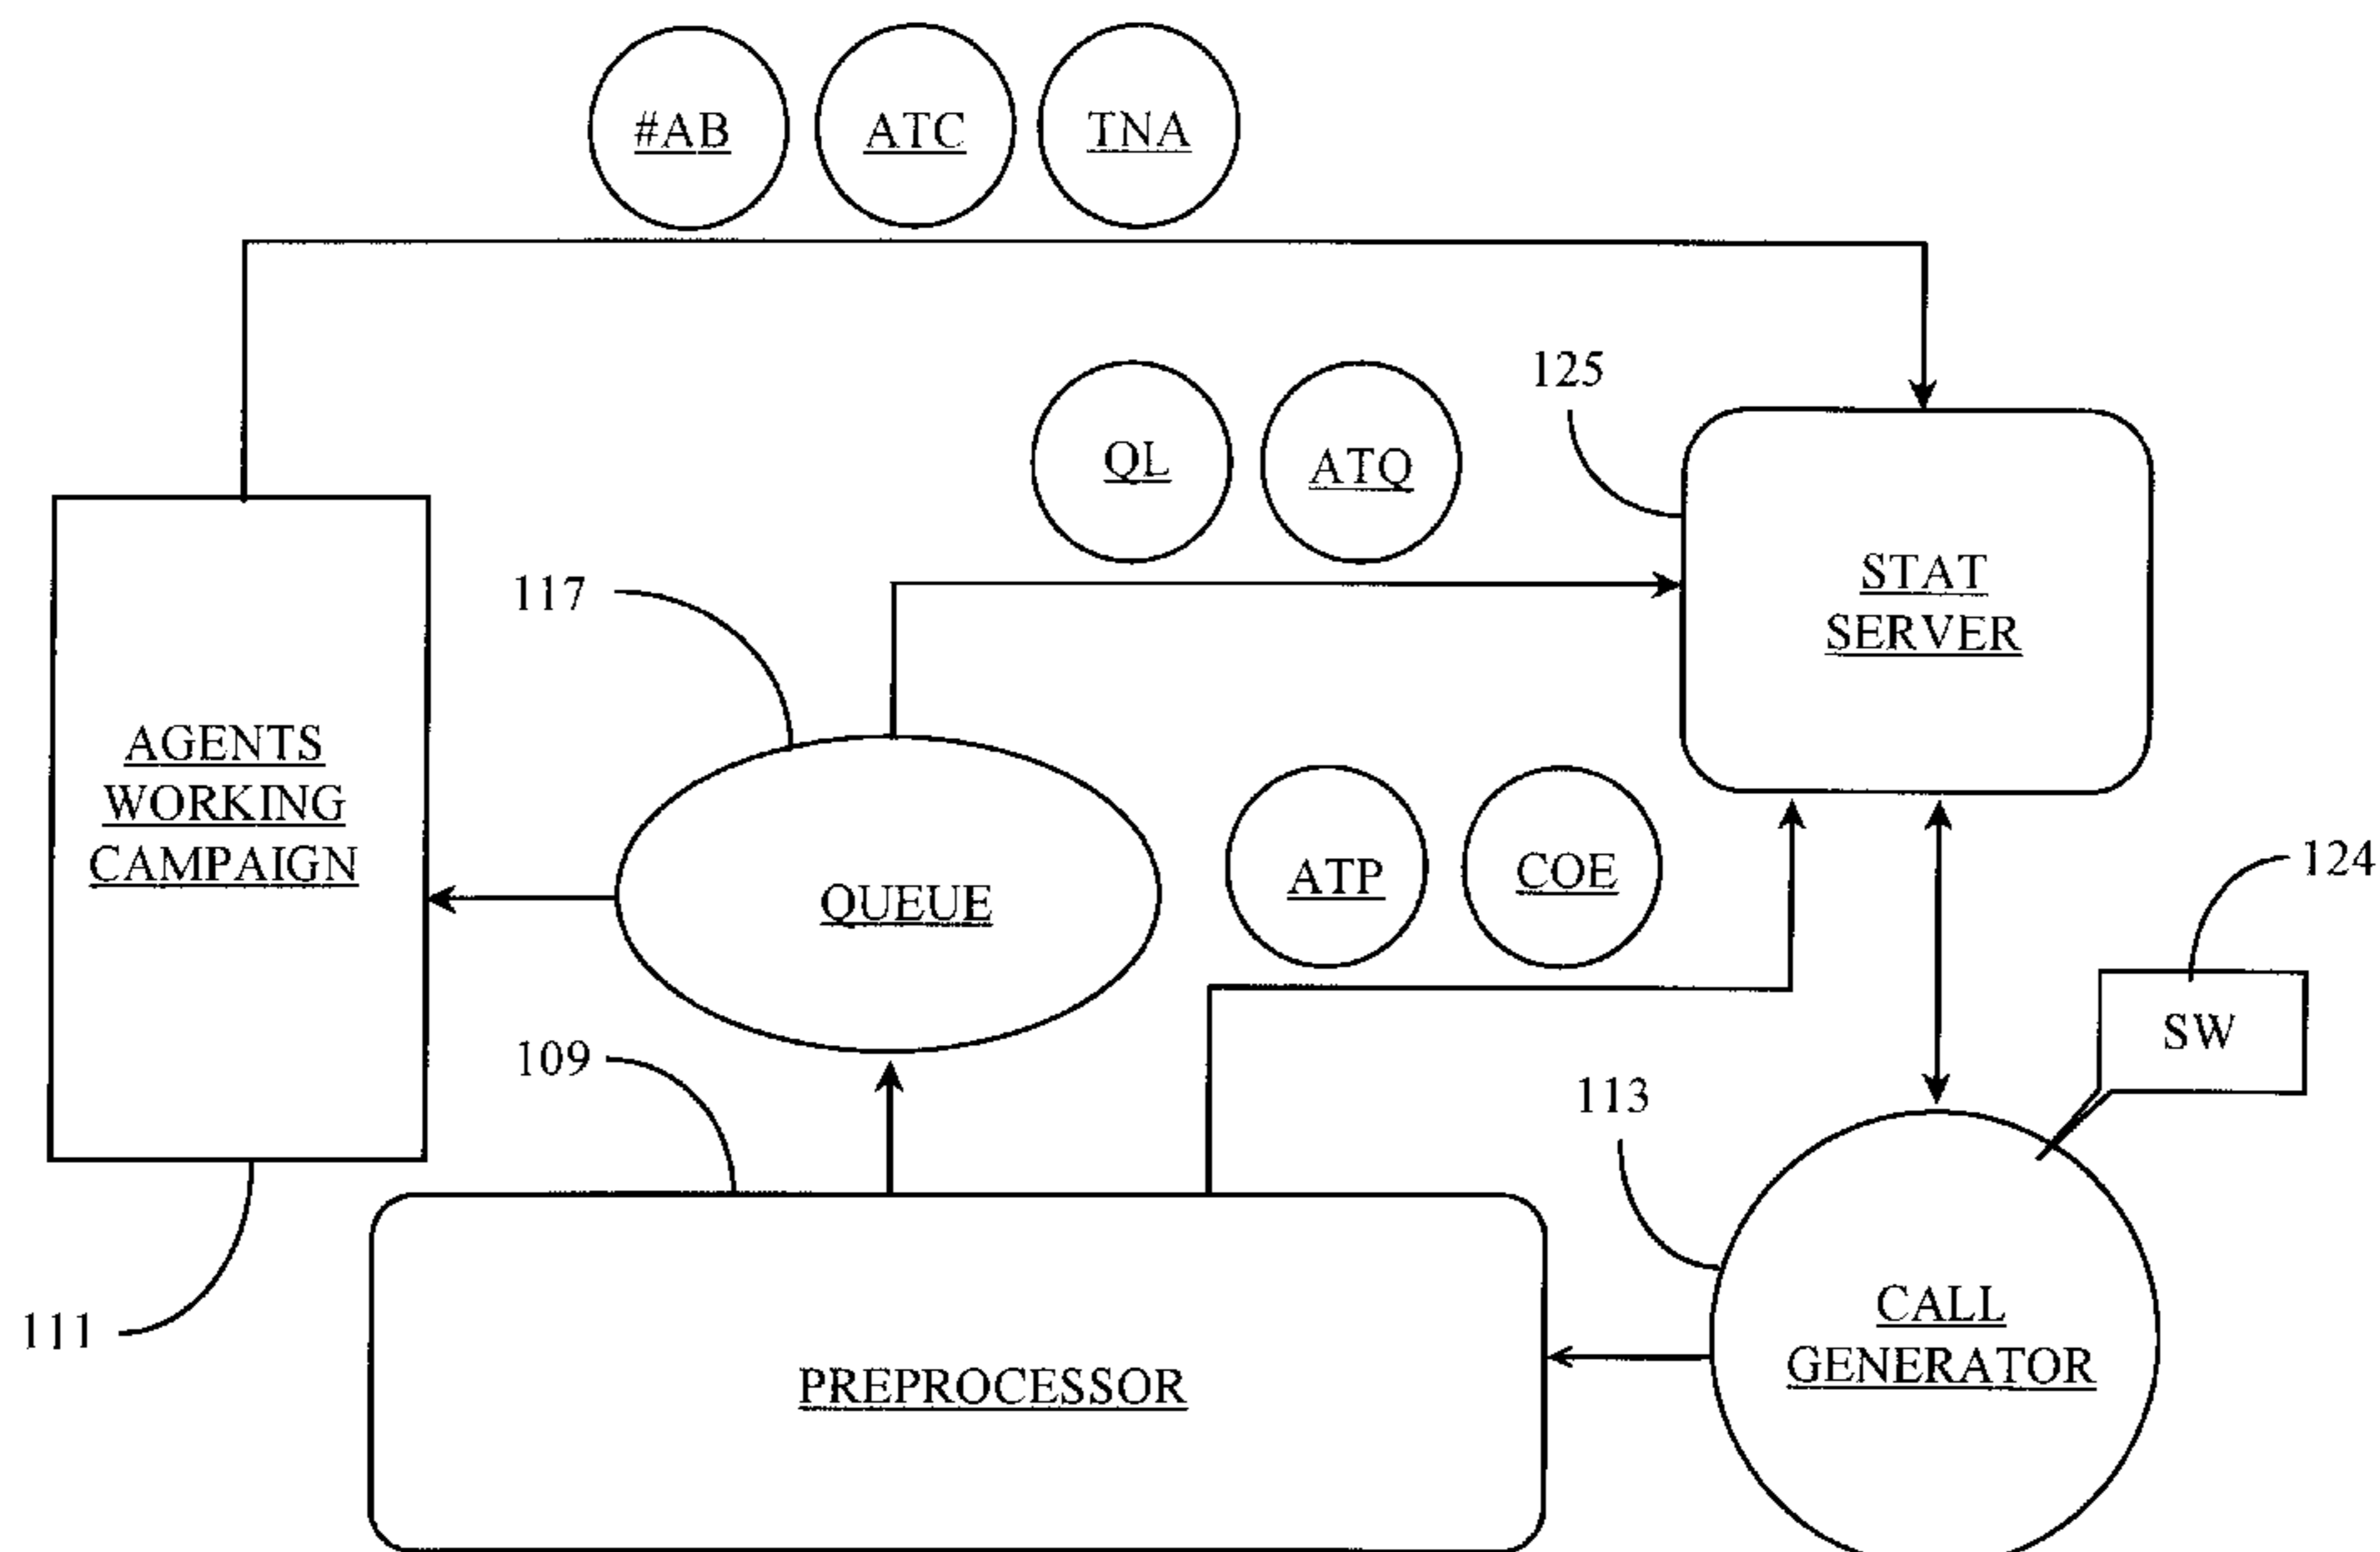 #AB
ATC
TNA
125
QL
ATQ
STAT
SERVER
117
AGENTS
WORKING
CAMPAIGN
QUEUE
ATP
COE
124
SW
109
113
111
PREPROCESSOR
CALL
GENERATOR